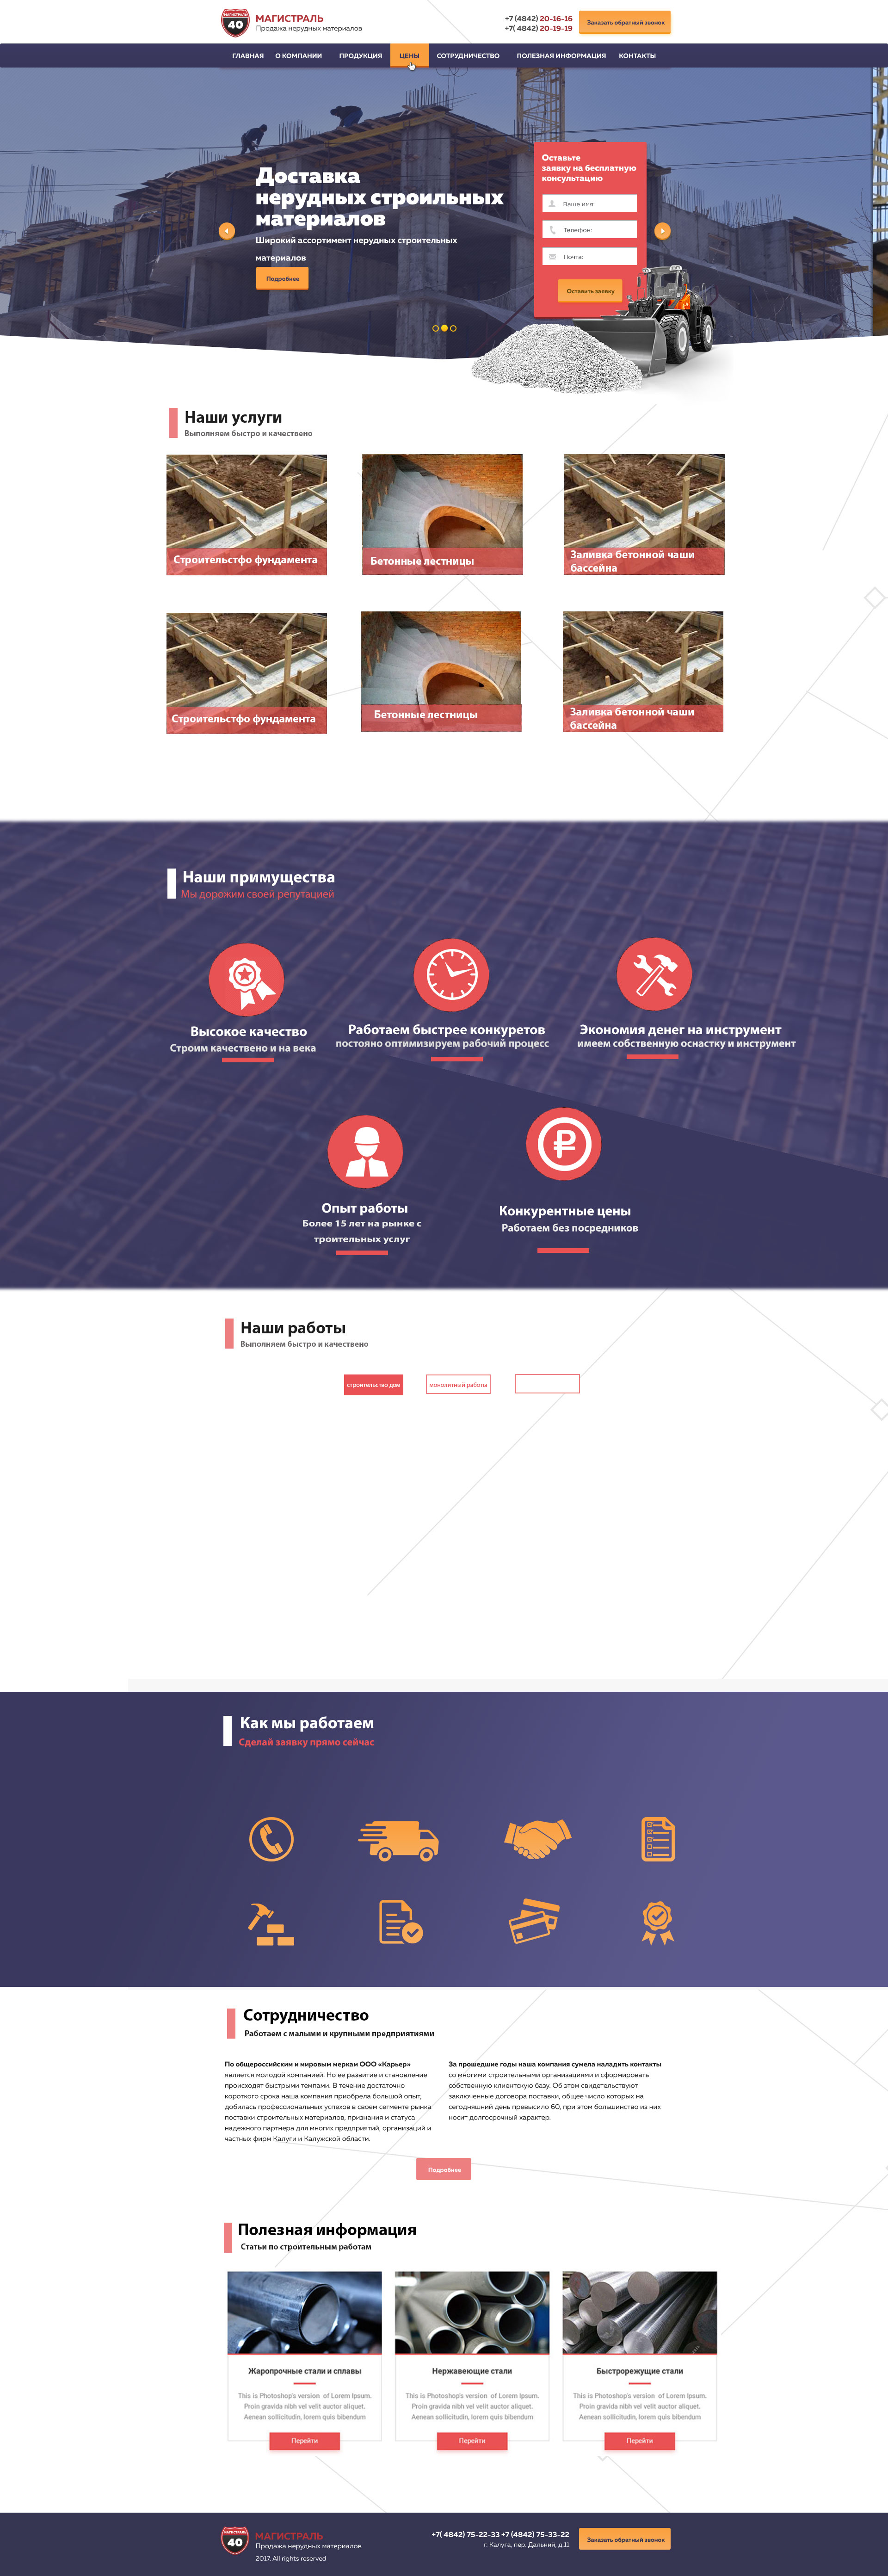 МАГИСТРАЛЬ
40
МАГИСТРАЛЬ
Продажа нерудных материалов
+7 (4842) 20-16-16
+7( 4842) 20-19-19
Заказать обратный звонок
ГЛАВНАЯ О КОМПАНИИ ПРОДУКЦИЯ ЦЕНЫ СОТРУДНИЧЕСТВО ПОЛЕЗНАЯ ИНФОРМАЦИЯ КОНТАКТЫ
Доставка
нерудных строильных
материалов
Широкий ассортимент нерудных строительных
материалов
Подробнее
Оставьте
заявку на бесплатную
консультацию
Ваше имя:
Телефон:
Почта:
Оставить заявку
Наши услуги
Выполняем быстро и качествено
Строительстфо фундамента
Бетонные лестницы
Заливка бетонной чаши
бассейна
Строительстфо фундамента
Бетонные лестницы
Заливка бетонной чаши
бассейна
Наши примущества
Мы дорожим своей репутацией
Высокое качество
Строим качествено и на века
Работаем быстрее конкуретов
постояно оптимизируем рабочий процесс
Экономия денег на инструмент
имеем собственную оснастку и инструмент
Опыт работы
Более 15 лет на рынке с
троительных услуг
Конкурентные цены
Работаем без посредников
Наши работы
Выполняем быстро и качествено
строительство дом
монолитный работы
Как мы работаем
Сделай заявку прямо сейчас
Сотрудничество
Работаем с малыми и крупными предприятиями
По общероссийским и мировым меркам ООО «Карьер»
является молодой компанией. Но ее развитие и становление
происходят быстрыми темпами. В течение достаточно
короткого срока наша компания приобрела большой опыт,
добилась профессиональных успехов в своем сегменте рынка
поставки строительных материалов, признания и статуса
надежного партнера для многих предприятий, организаций и
частных фирм Калуги и Калужской области.
За прошедшие годы наша компания сумела наладить контакты
со многими строительными организациями и сформировать
собственную клиентскую базу. Об этом свидетельствуют
заключенные договора поставки, общее число которых на
сегодняшний день превысило 60, при этом большинство из них
носит долгосрочный характер.
Подробнее
Полезная информация
Статьи по строительным работам
Жаропрочные стали и сплавы
This is Photoshop's version of Lorem Ipsum.
Proin gravida nibh vel velit auctor aliquet.
Aenean sollicitudin, lorem quis bibendum
Перейти
Нержавеющие стали
This is Photoshop's version of Lorem Ipsum.
Proin gravida nibh vel velit auctor aliquet.
Aenean sollicitudin, lorem quis bibendum
Перейти
Быстрорежущие стали
This is Photoshop's version of Lorem Ipsum.
Proin gravida nibh vel velit auctor aliquet.
Aenean sollicitudin, lorem quis bibendum
Перейти
МАГИСТРАЛЬ
40
МАГИСТРАЛЬ
Продажа нерудных материалов
2017. All rights reserved
+7( 4842) 75-22-33 +7 (4842) 75-33-22
г. Калуга, пер. Дальний, д.11
Заказать обратный звонок